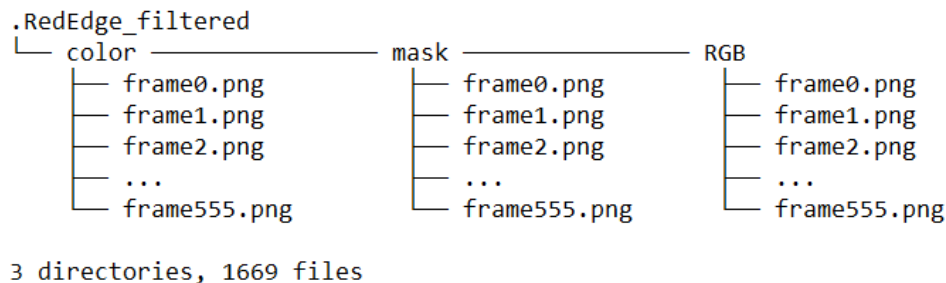 .RedEdge_filtered
└── color ─────────────── mask ─────────────── RGB
├── frame0.png ├── frame0.png ├── frame0.png
├── frame1.png ├── frame1.png ├── frame1.png
├── frame2.png ├── frame2.png ├── frame2.png
├── ... ├── ... ├── ...
└── frame555.png └── frame555.png └── frame555.png
3 directories, 1669 files